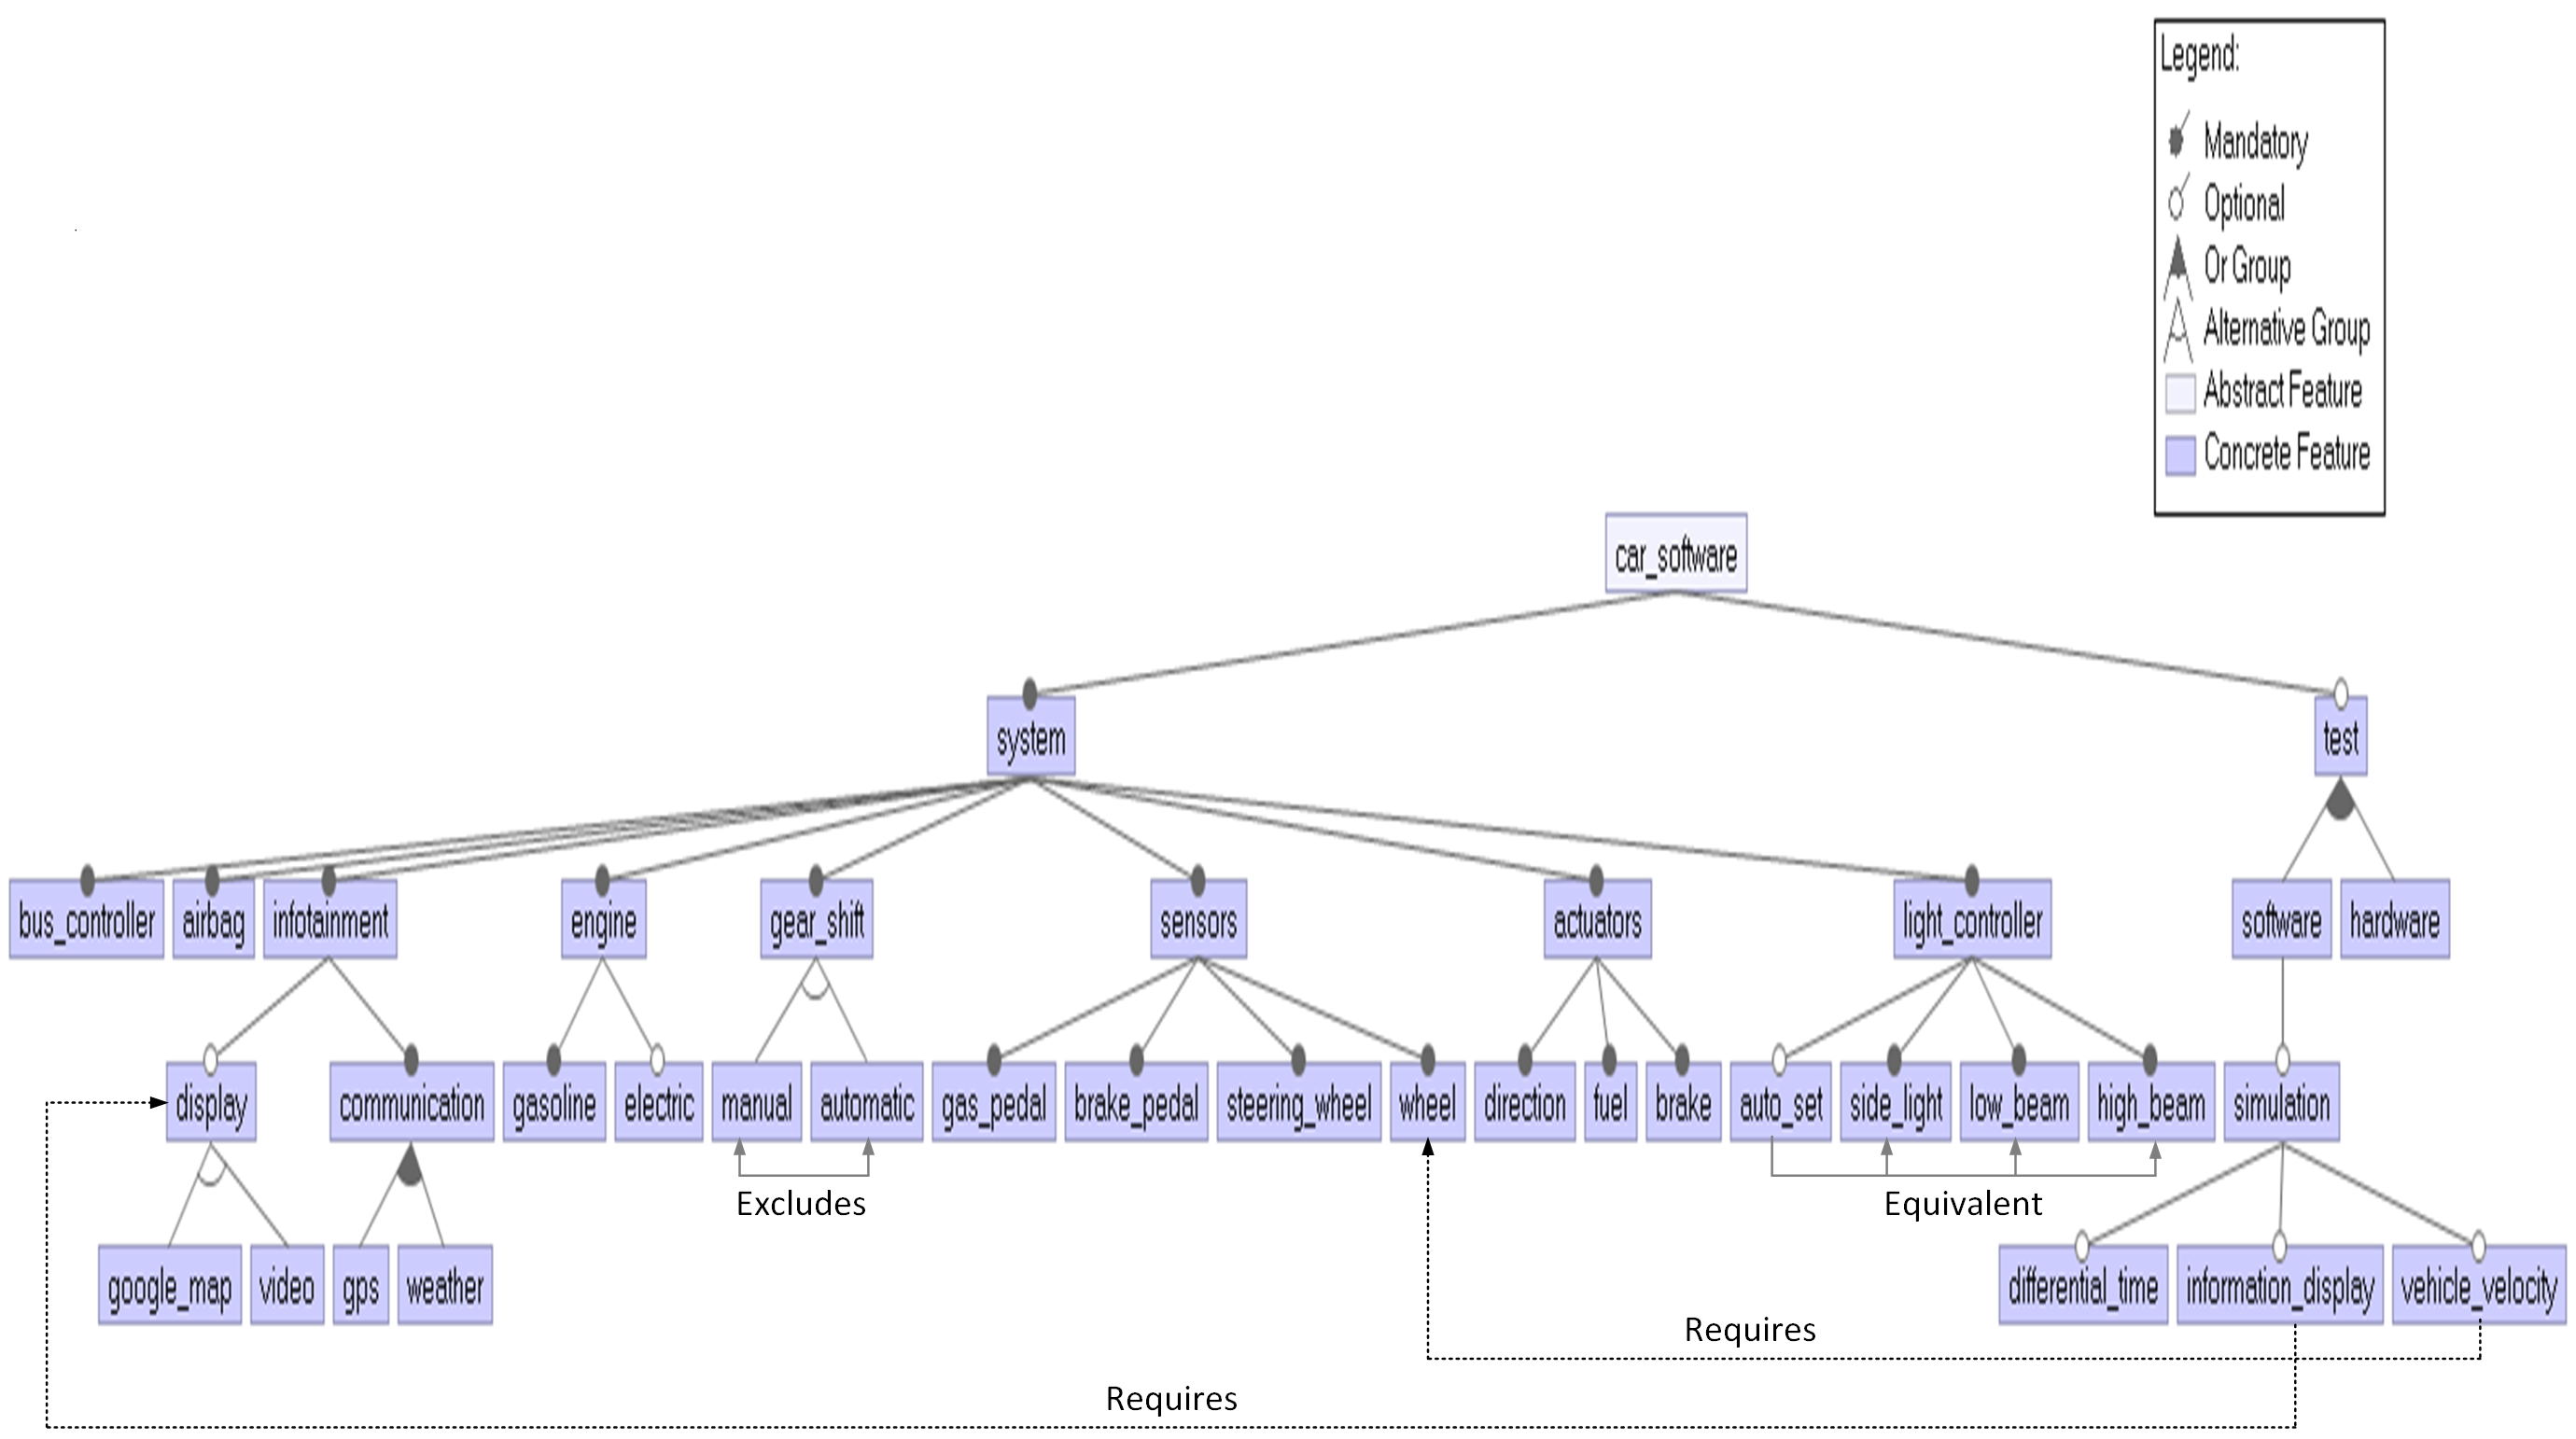 Legend:
Mandatory
Optional
Or Group
Alternative Group
Abstract Feature
Concrete Feature
car_software
system
test
bus_controller
airbag
infotainment
engine
gear_shift
sensors
actuators
light_controller
software
hardware
display
communication
gasoline
electric
manual
automatic
gas_pedal
brake_pedal
steering_wheel
wheel
direction
fuel
brake
auto_set
side_light
low_beam
high_beam
simulation
Excludes
Equivalent
google_map
video
gps
weather
differential_time
information_display
vehicle_velocity
Requires
Requires